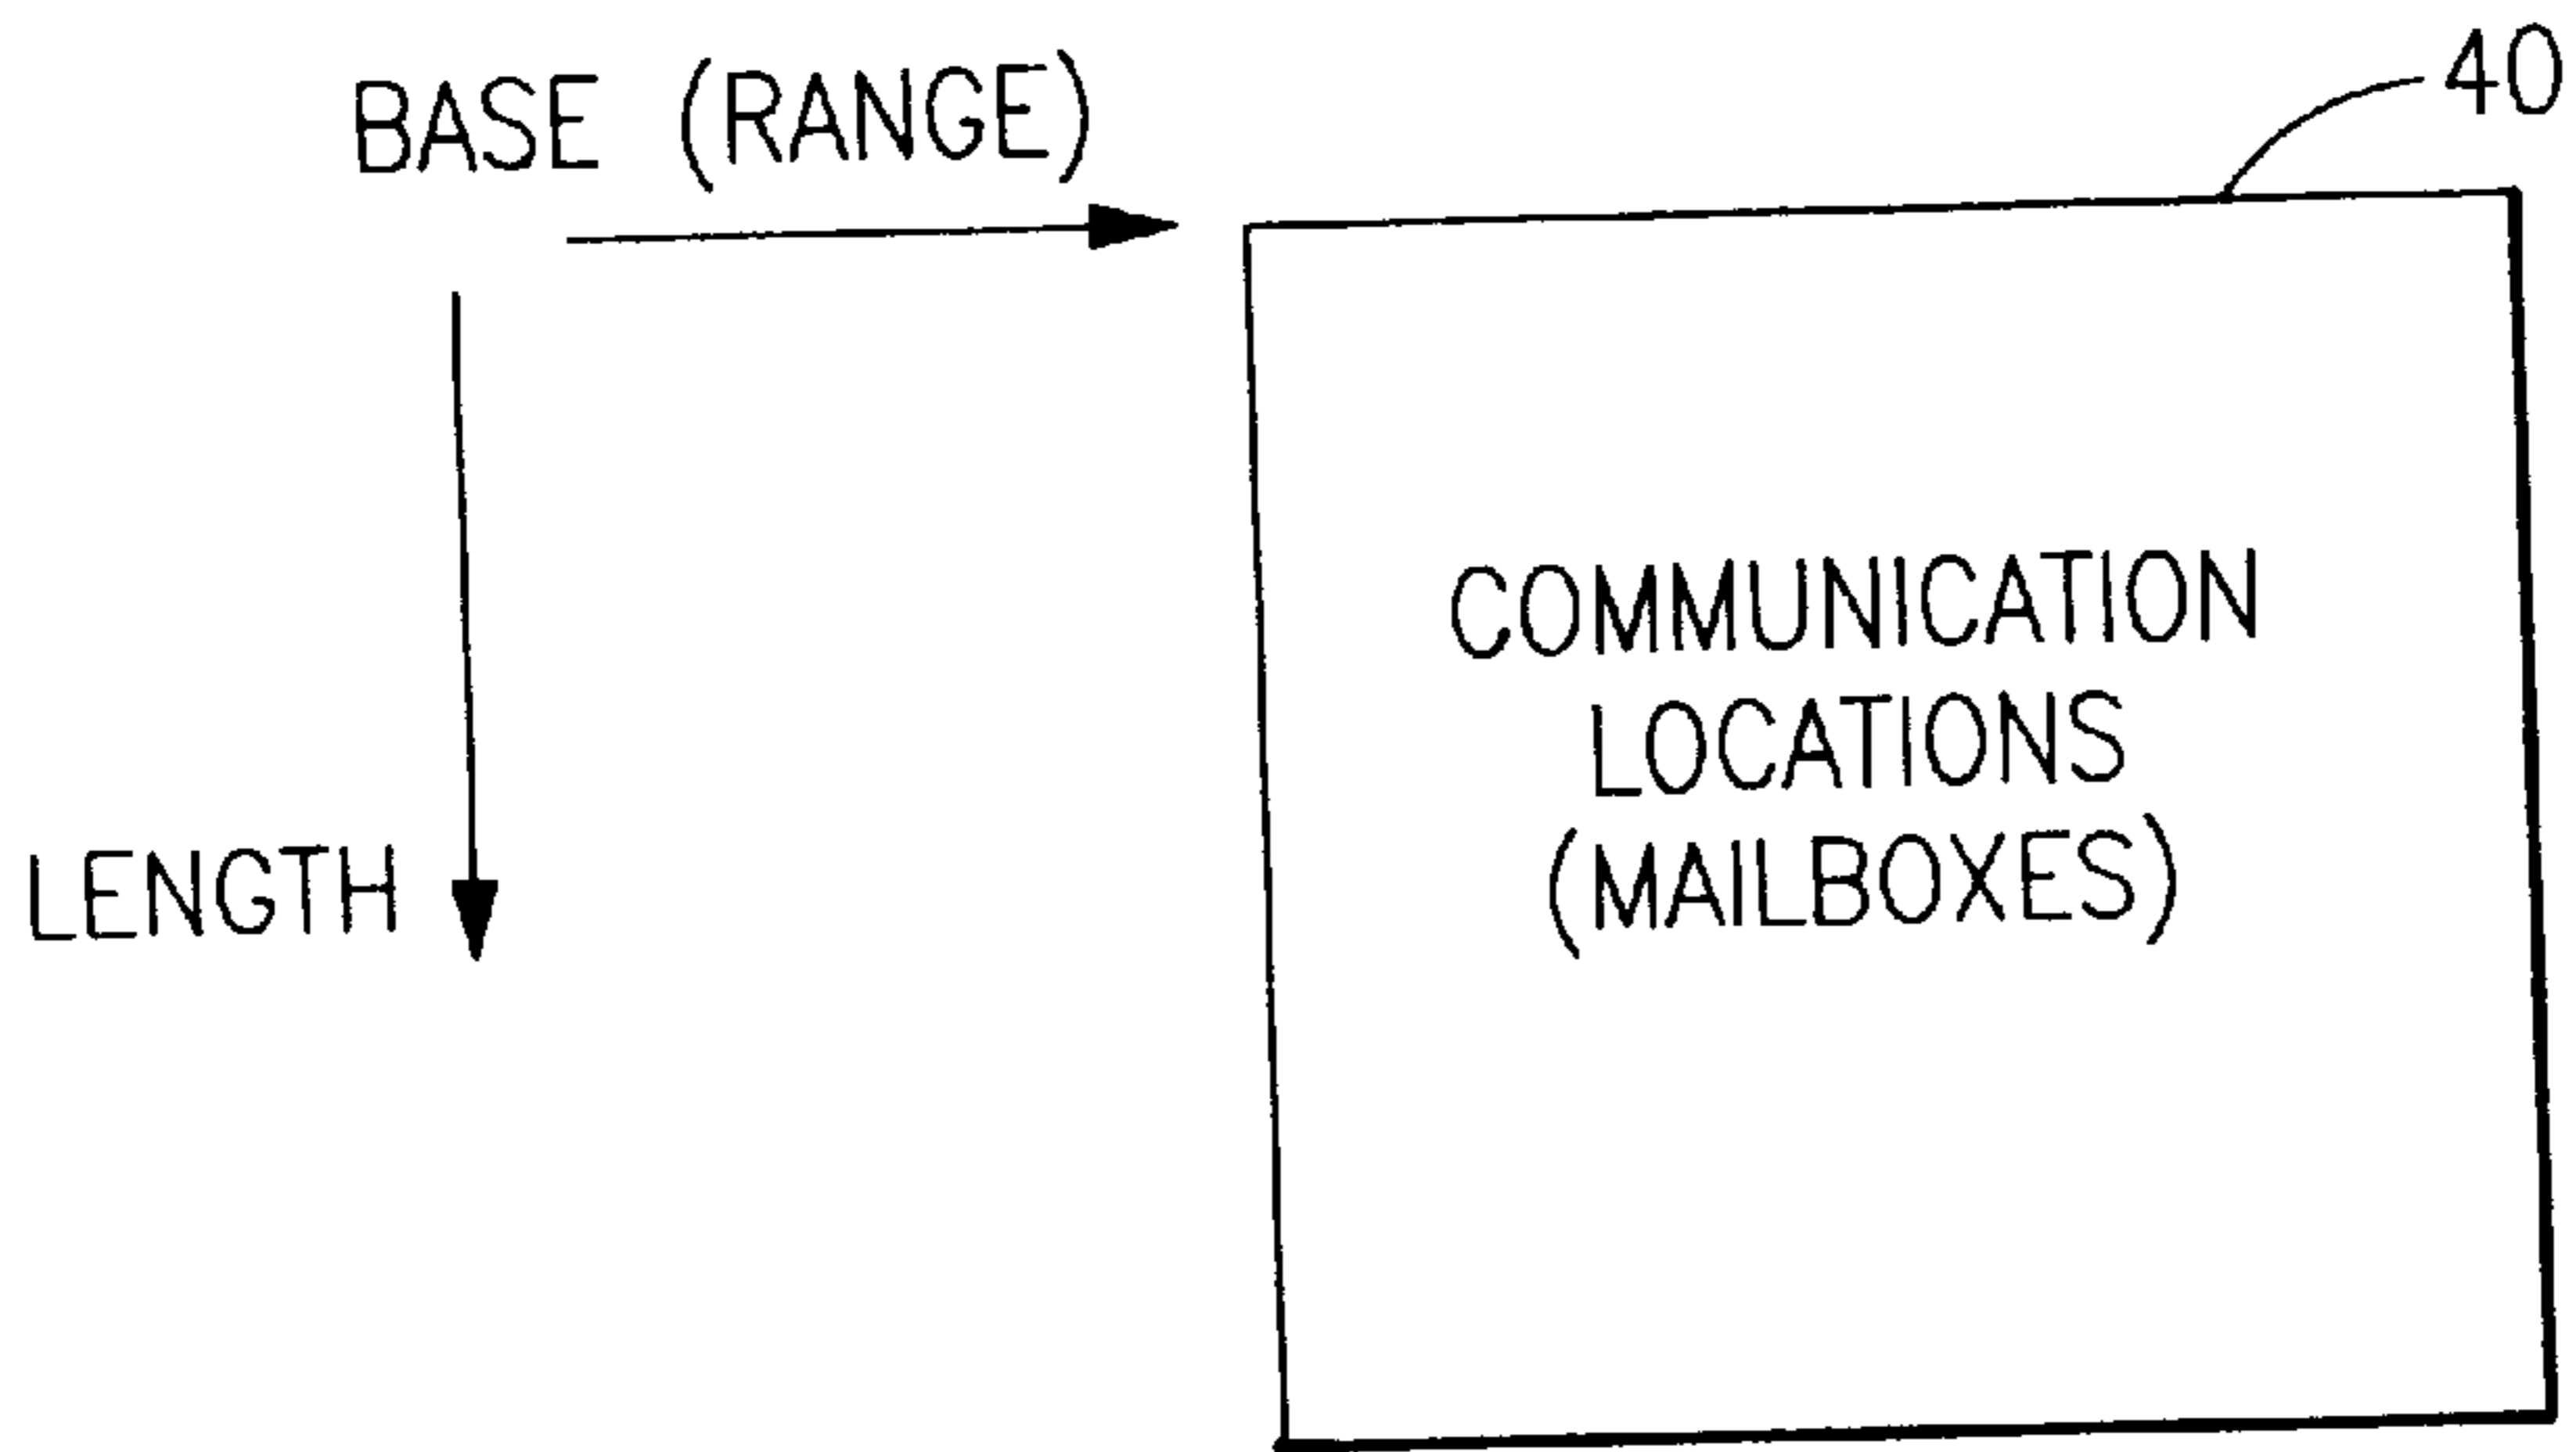 40
BASE (RANGE)
COMMUNICATION
LOCATIONS
(MAILBOXES)
LENGTH